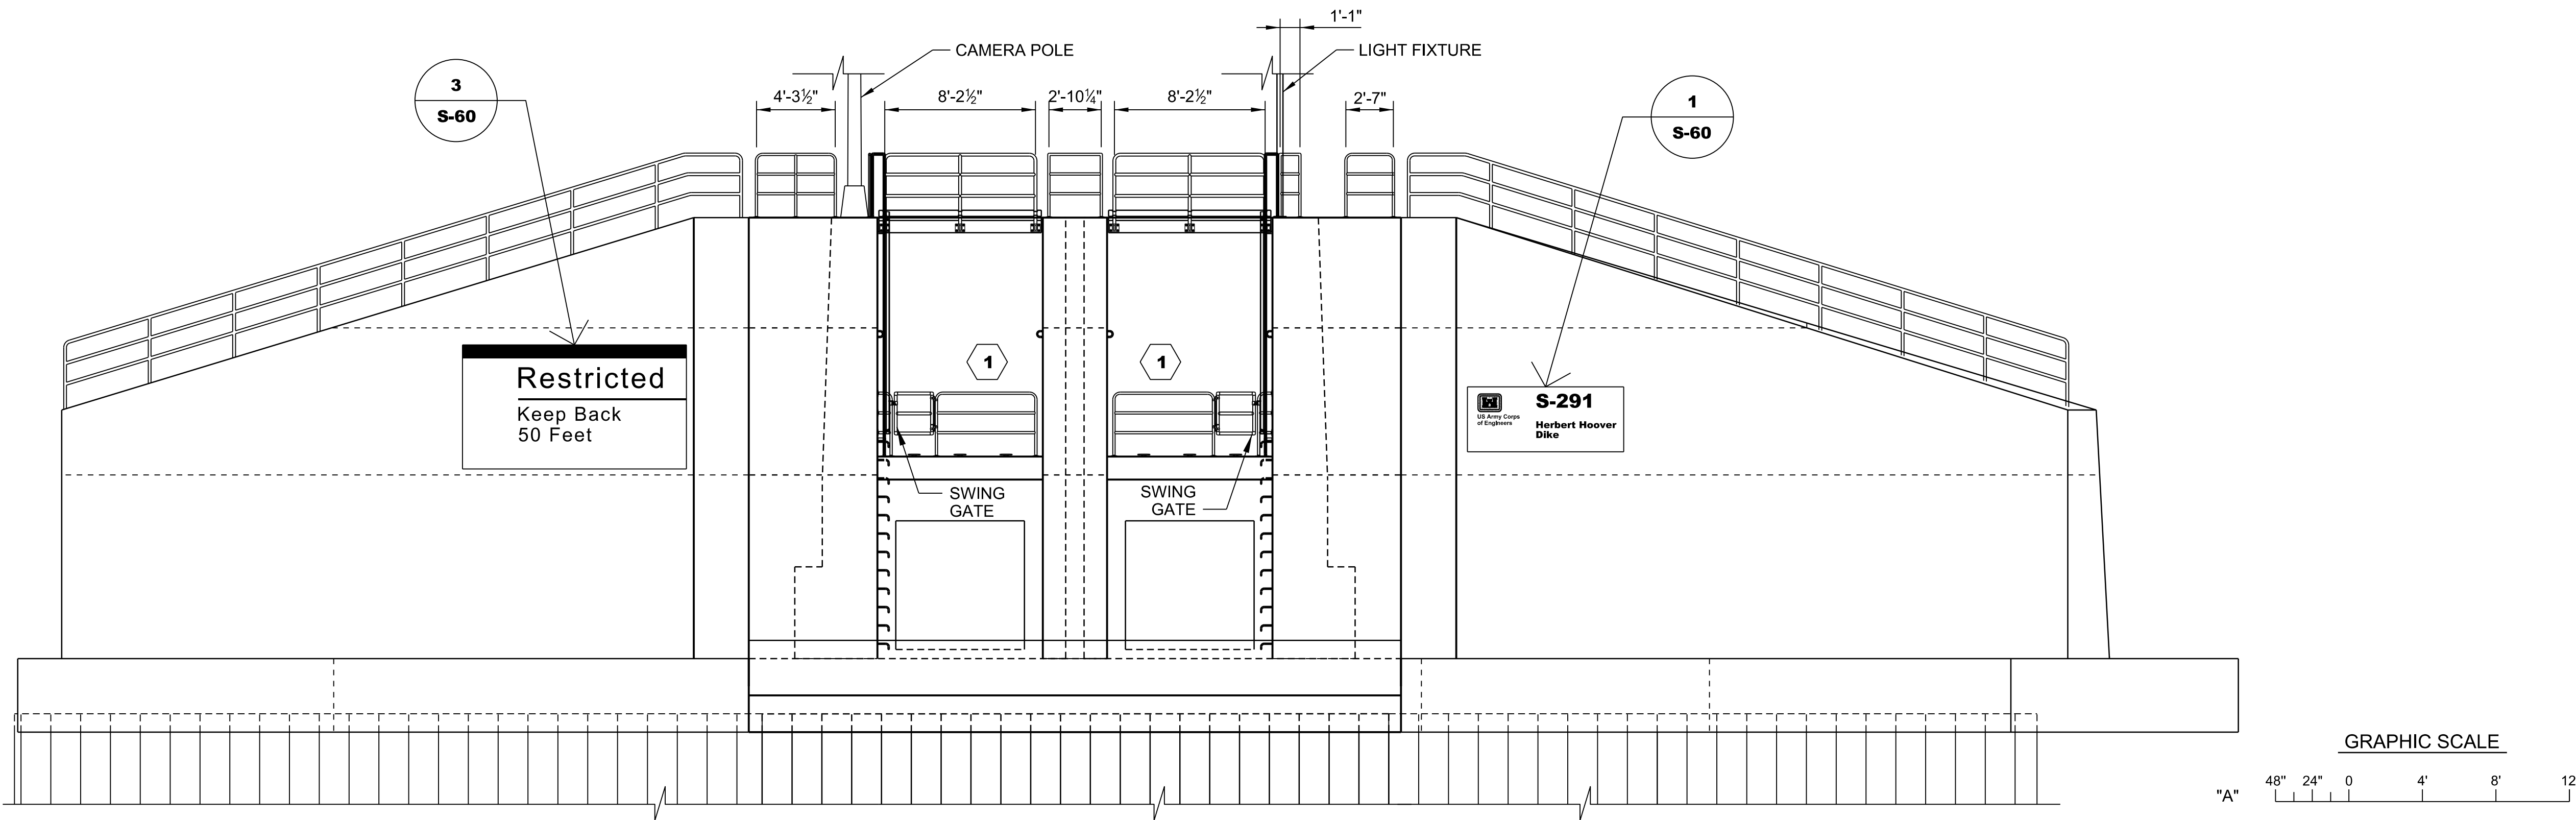 1'-1"
CAMERA POLE
LIGHT FIXTURE
3
S-60
4'-3½"
8'-2½"
2'-10¼"
8'-2½"
2'-7"
1
S-60
1
1
Restricted
Keep Back
50 Feet
US Army Corps
of Engineers
S-291
Herbert Hoover
Dike
SWING
GATE
SWING
GATE
GRAPHIC SCALE
"A"
48" 24" 0 4' 8' 12